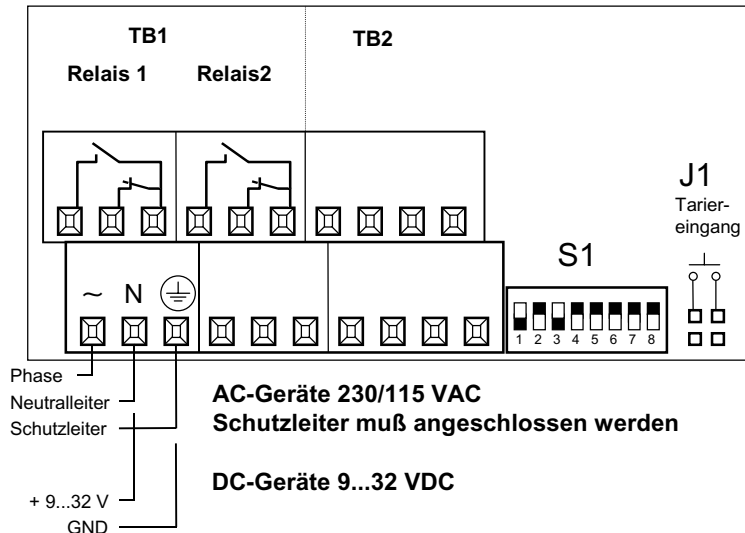 TB1 TB2
Relais 1 Relais2
J1
Tarier-
eingang
S1
~ N
1 2 3 4 5 6 7 8
Phase
Neutralleiter
Schutzleiter
AC-Geräte 230/115 VAC
Schutzleiter muß angeschlossen werden
DC-Geräte 9...32 VDC
+ 9...32 V
GND